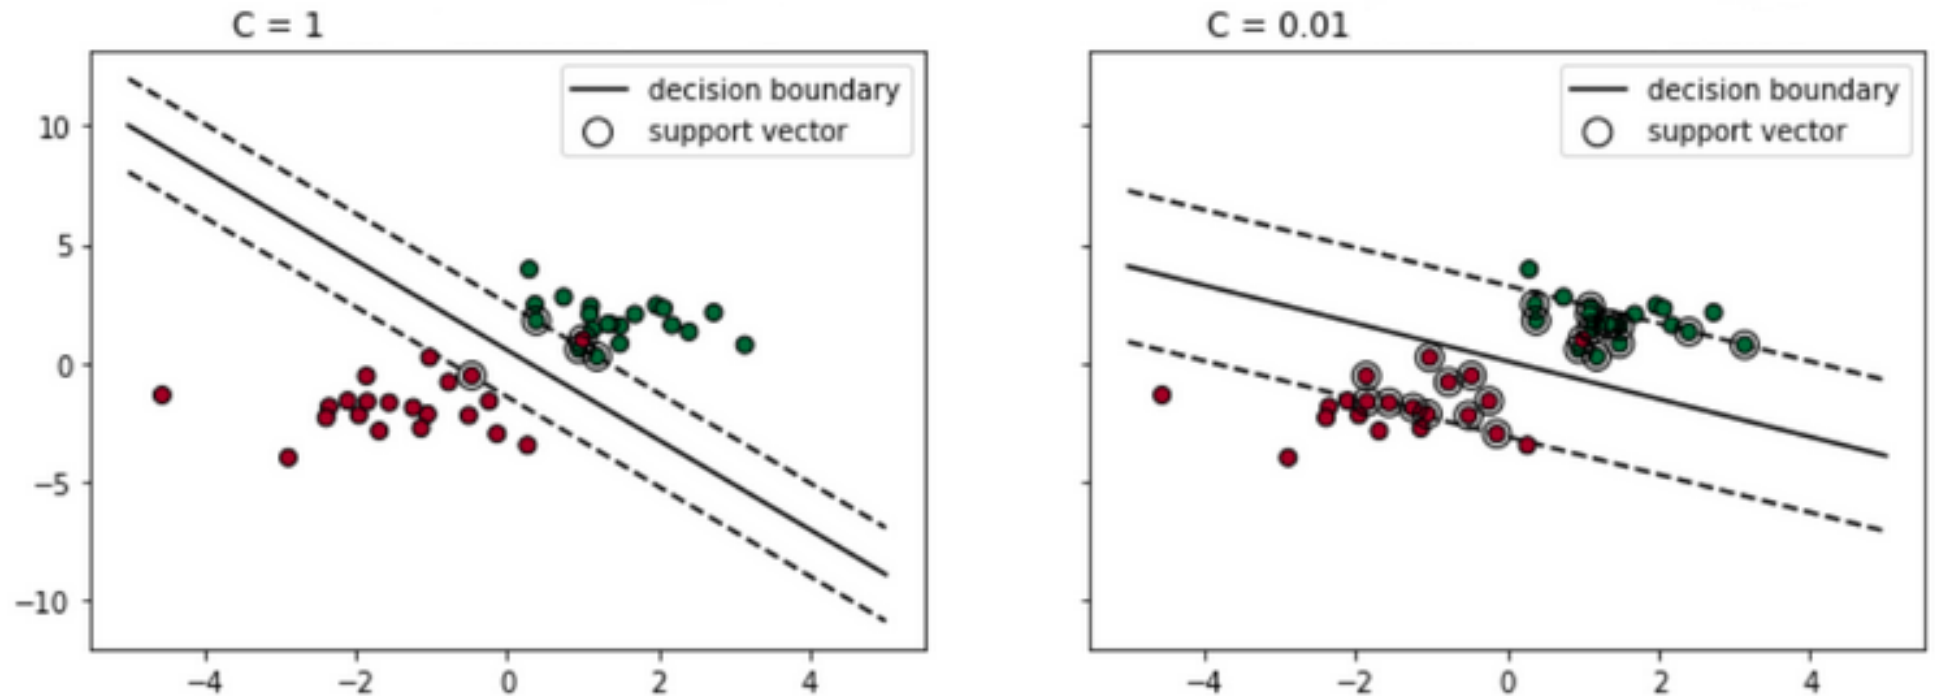 C = 1
decision boundary
support vector
10
5
0
−5
−10
−4
−2
0
2
4
C = 0.01
decision boundary
support vector
−4
−2
0
2
4